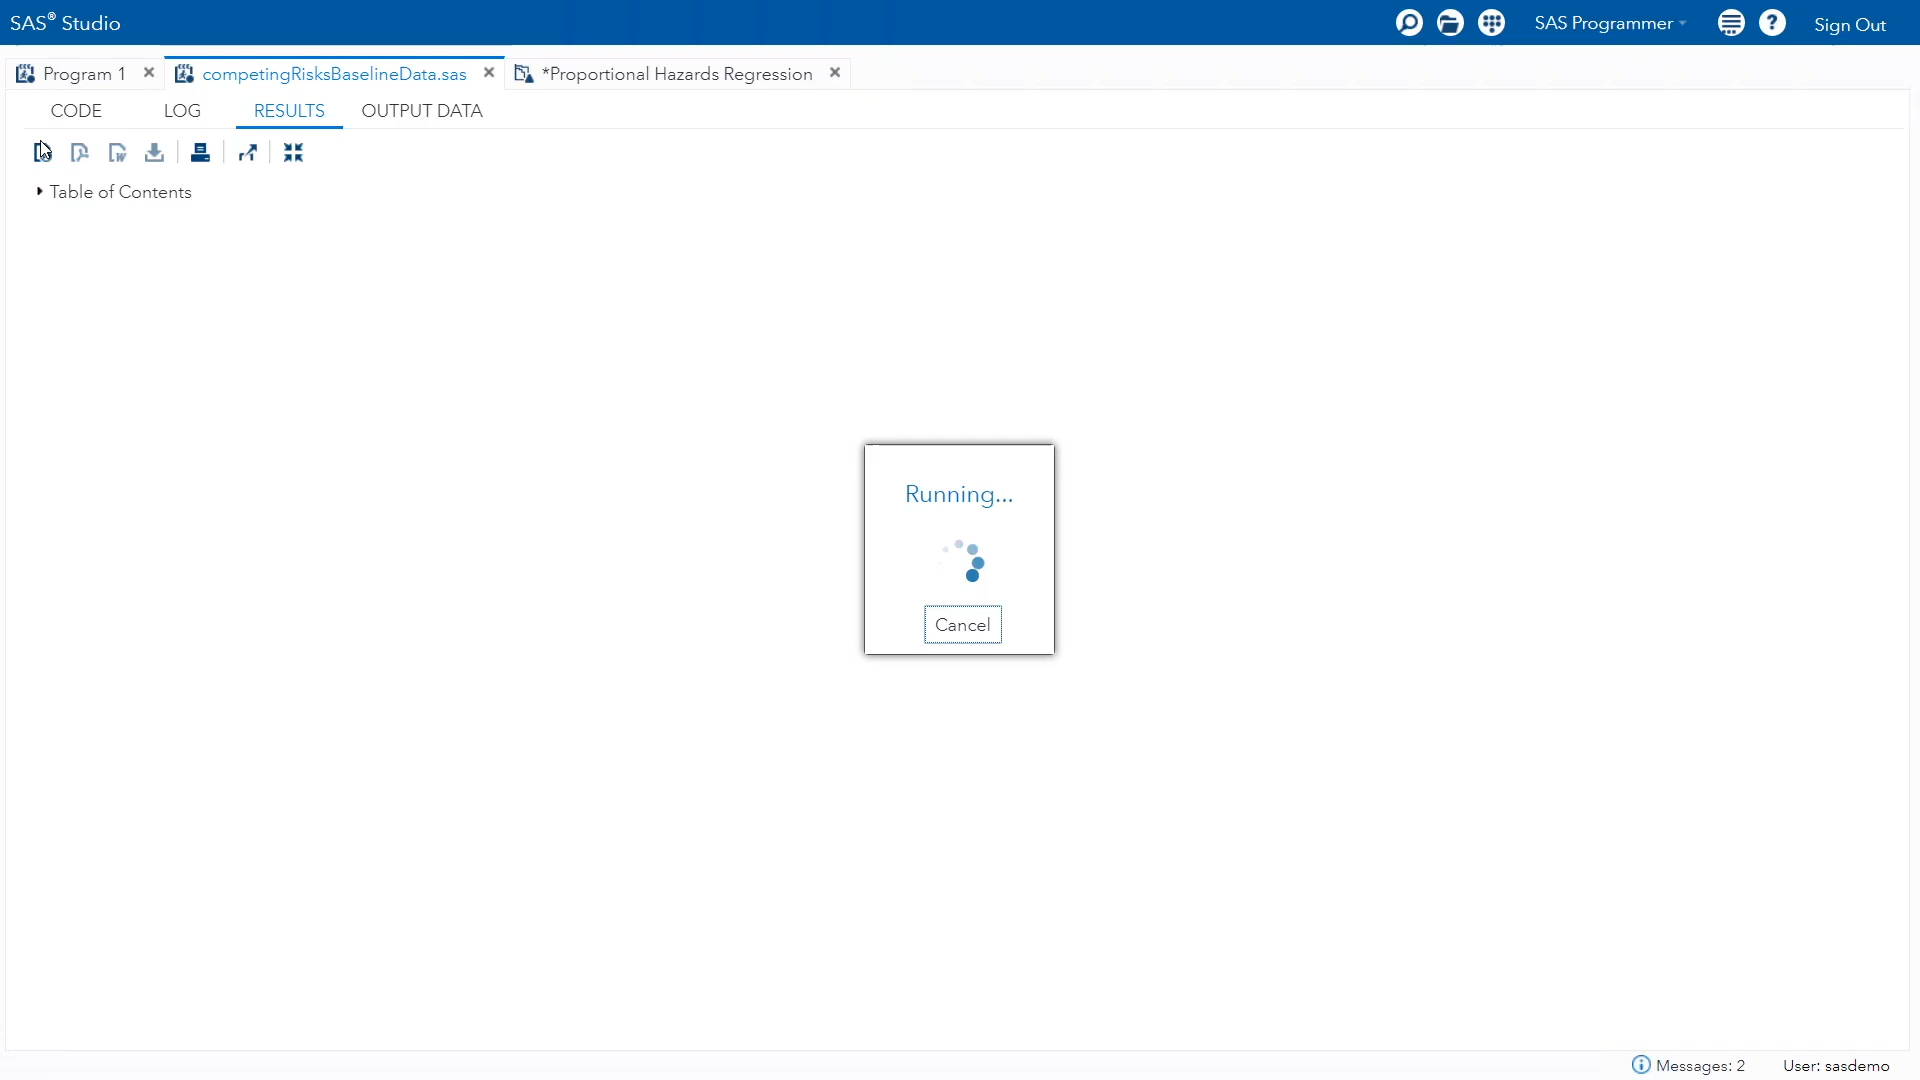 SAS® Studio
SAS Programmer
Sign Out
Program 1
competingRisksBaselineData.sas
*Proportional Hazards Regression
CODE
LOG
RESULTS
OUTPUT DATA
Table of Contents
Running...
Cancel
Messages: 2
User: sasdemo